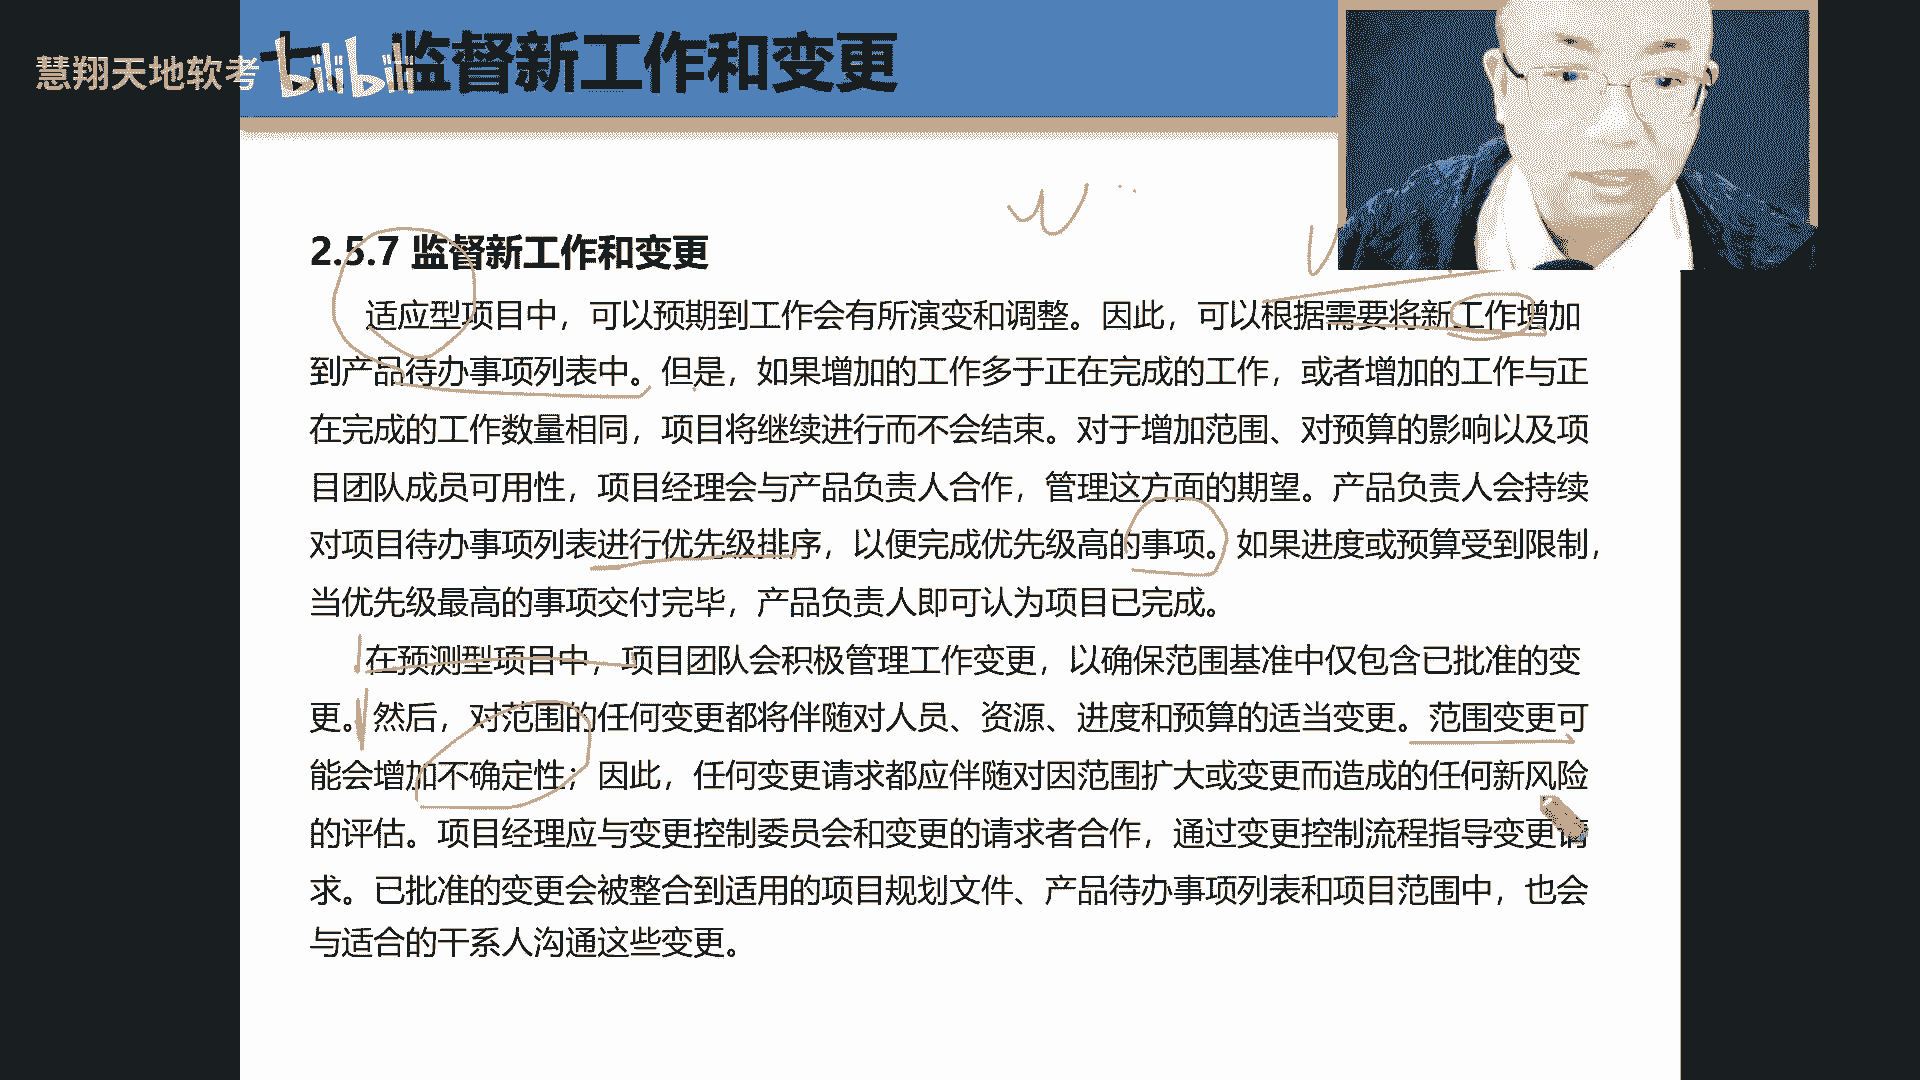 慧翔天地软考
bilibili
七、监督新工作和变更
2.5.7 监督新工作和变更
适应型项目中，可以预期到工作会有所演变和调整。因此，可以根据需要将新工作增加
到产品待办事项列表中。但是，如果增加的工作多于正在完成的工作，或者增加的工作与正
在完成的工作数量相同，项目将继续进行而不会结束。对于增加范围、对预算的影响以及项
目团队成员可用性，项目经理会与产品负责人合作，管理这方面的期望。产品负责人会持续
对项目待办事项列表进行优先级排序，以便完成优先级高的事项。如果进度或预算受到限制，
当优先级最高的事项交付完毕，产品负责人即可认为项目已完成。
在预测型项目中，项目团队会积极管理工作变更，以确保范围基准中仅包含已批准的变
更。然后，对范围的任何变更都将伴随对人员、资源、进度和预算的适当变更。范围变更可
能会增加不确定性；因此，任何变更请求都应伴随对因范围扩大或变更而造成的任何新风险
的评估。项目经理应与变更控制委员会和变更的请求者合作，通过变更控制流程指导变更请
求。已批准的变更会被整合到适用的项目规划文件、产品待办事项列表和项目范围中，也会
与适合的干系人沟通这些变更。